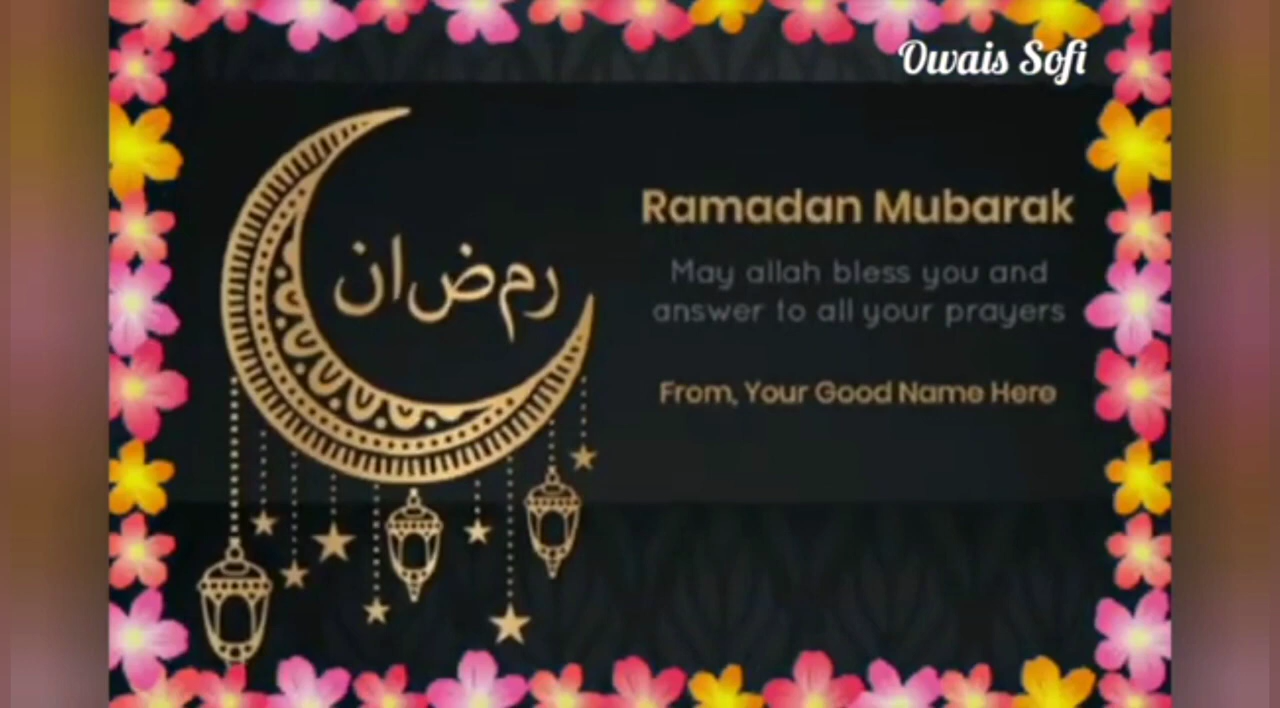 Owais Sofi
رمضان
Ramadan Mubarak
May allah bless you and
answer to all your prayers
From, Your Good Name Here